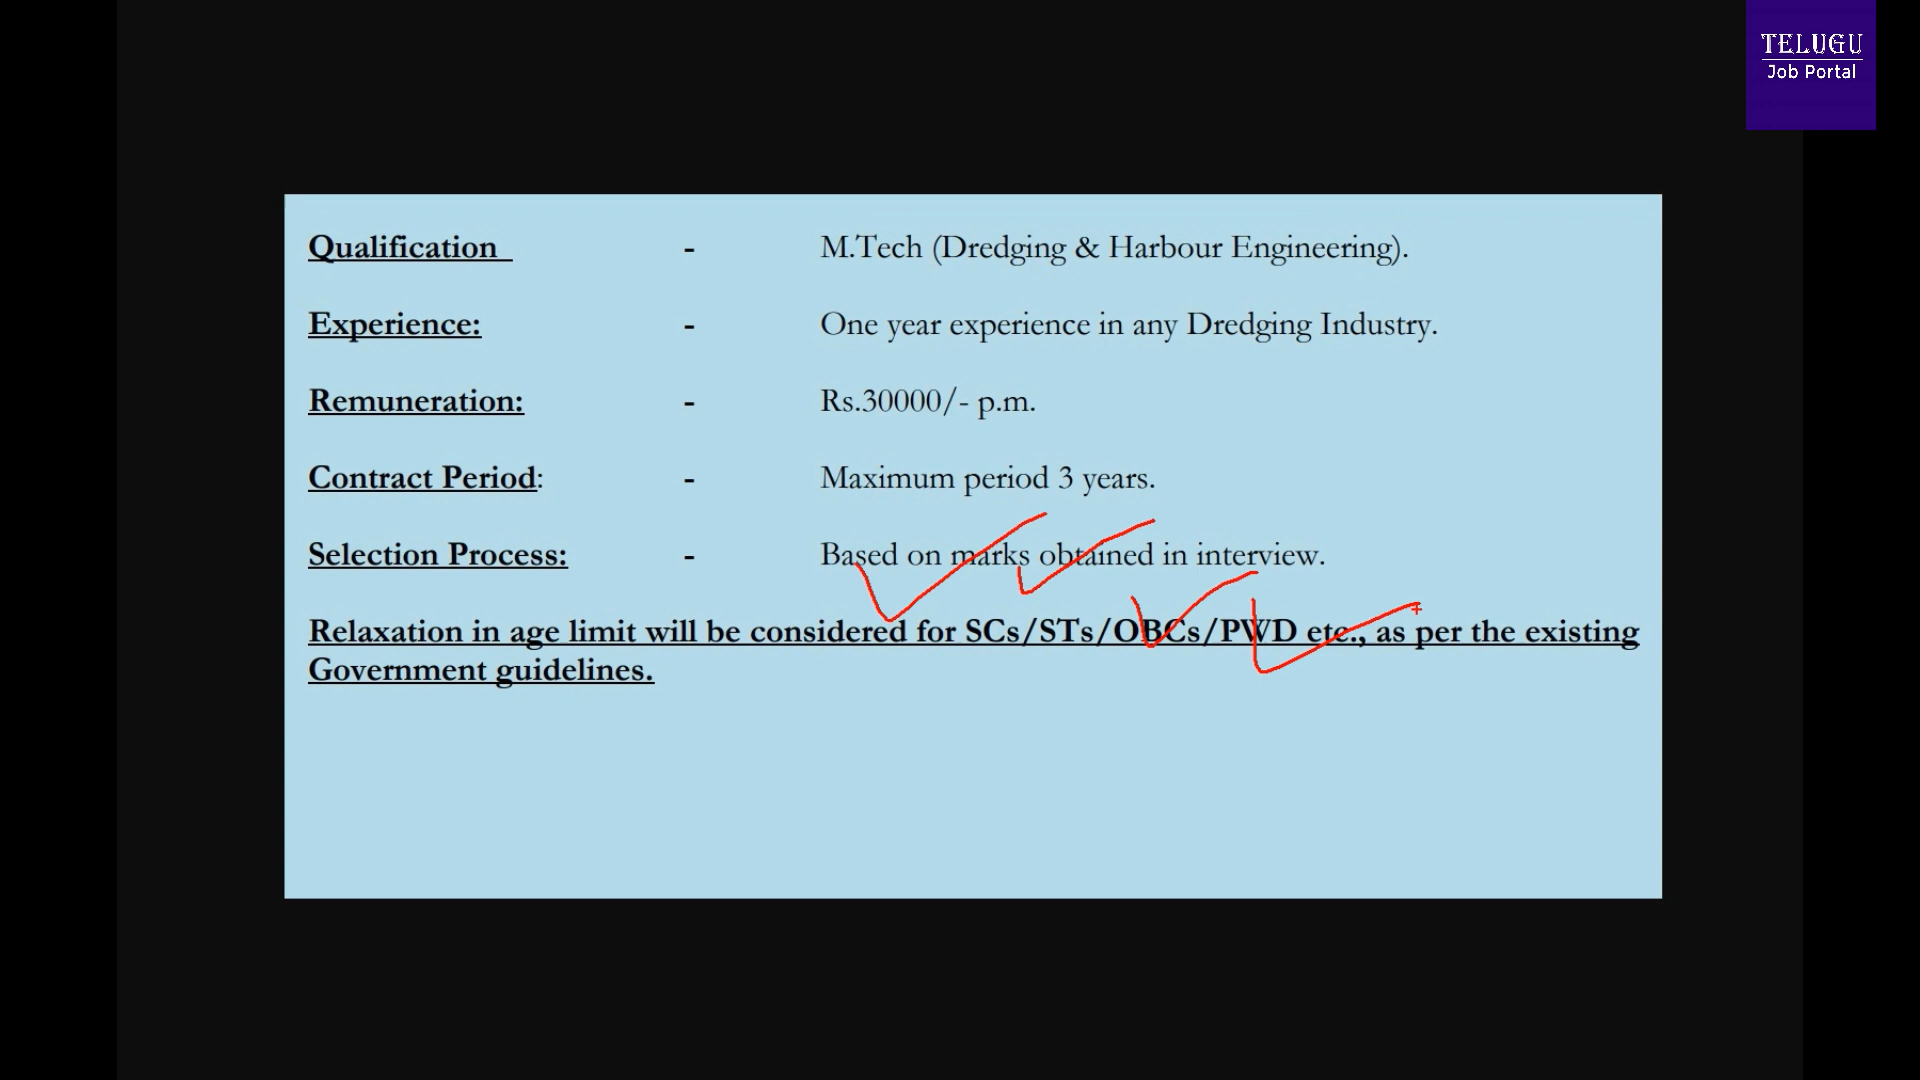 TELUGU
Job Portal
Qualification - M.Tech (Dredging & Harbour Engineering).
Experience: - One year experience in any Dredging Industry.
Remuneration: - Rs.30000/- p.m.
Contract Period: - Maximum period 3 years.
Selection Process: - Based on marks obtained in interview.
Relaxation in age limit will be considered for SCs/STs/OBCs/PWD etc., as per the existing
Government guidelines.